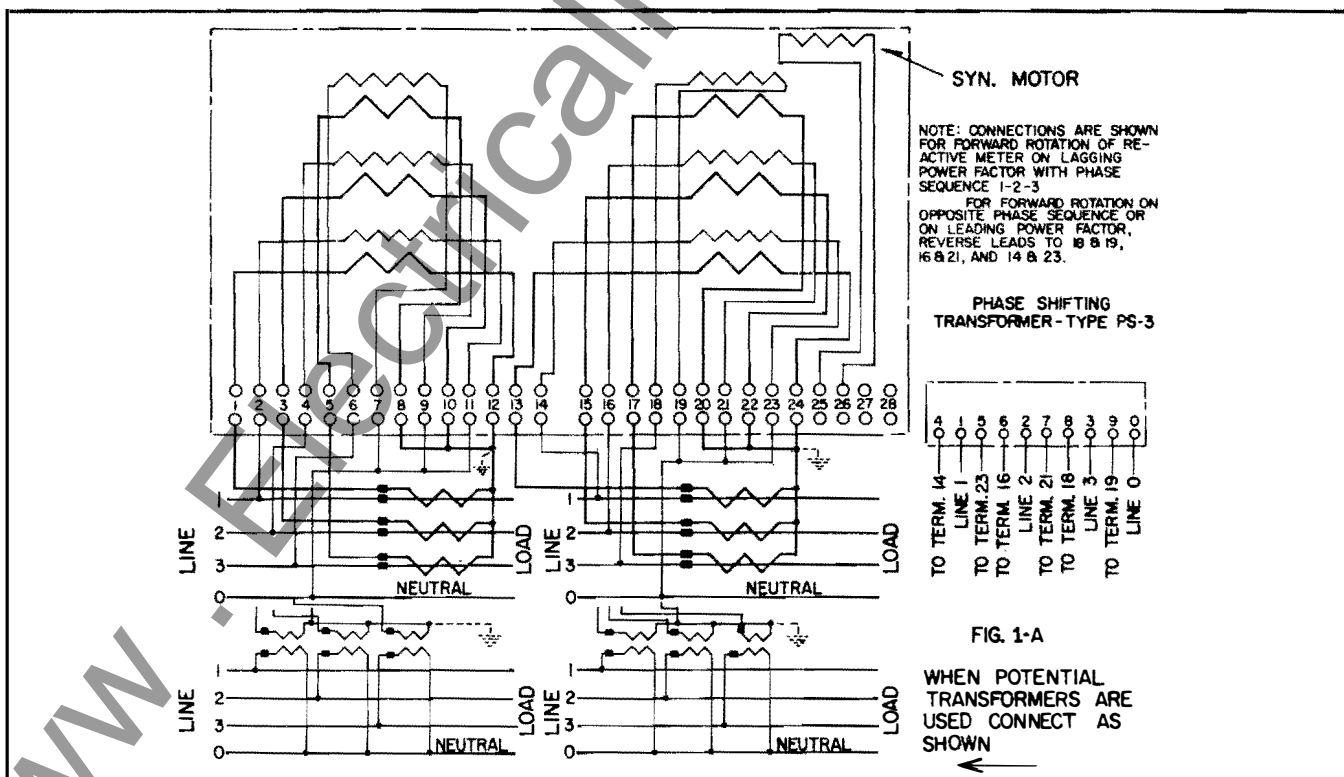 SYN. MOTOR
NOTE: CONNECTIONS ARE SHOWN
FOR FORWARD ROTATION OF RE-
ACTIVE METER ON LAGGING
POWER FACTOR WITH PHASE
SEQUENCE 1-2-3
FOR FORWARD ROTATION ON
OPPOSITE PHASE SEQUENCE OR
ON LEADING POWER FACTOR,
REVERSE LEADS TO 18 & 19,
16 & 21, AND 14 & 23.
PHASE SHIFTING
TRANSFORMER-TYPE PS-3
1 2 3 4 5 6 7 8 9 10 11 12 13 14 15 16 17 18 19 20 21 22 23 24 25 26 27 28
4 1 5 6 2 7 8 3 9 0
TO TERM. 14
LINE 1
TO TERM. 23
TO TERM. 16
LINE 2
TO TERM. 21
TO TERM. 18
LINE 3
TO TERM. 19
LINE 0
LINE
1
2
3
0
LOAD
NEUTRAL
LINE
1
2
3
0
LOAD
NEUTRAL
LINE
1
2
3
0
LOAD
NEUTRAL
LINE
1
2
3
0
LOAD
NEUTRAL
FIG. 1-A
WHEN POTENTIAL
TRANSFORMERS ARE
USED CONNECT AS
SHOWN
w . Electrical